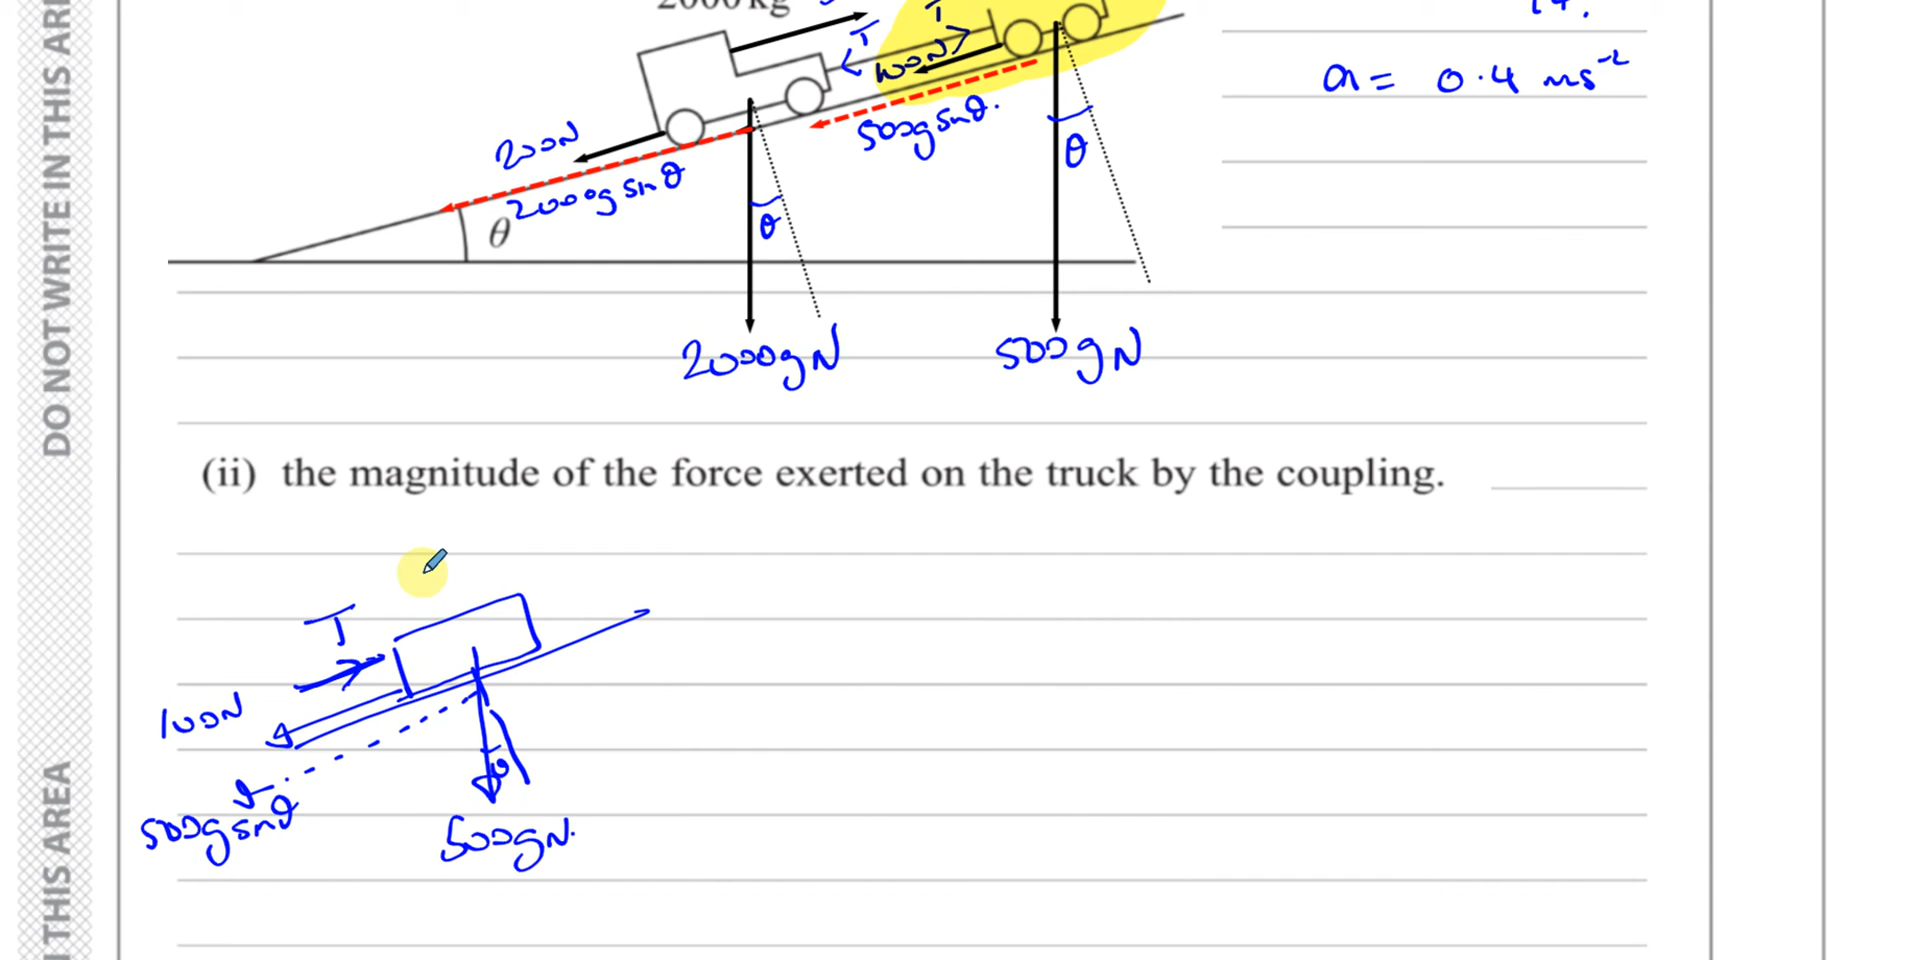 2000 kg
T
T
14.
100N
a = 0.4 ms⁻²
200N
500g sinθ.
2000g sinθ
θ
θ
θ
2000gN
500gN
(ii) the magnitude of the force exerted on the truck by the coupling.
T
100N
θ
500g sinθ
500gN.
DO NOT WRITE IN THIS AREA
THIS AREA